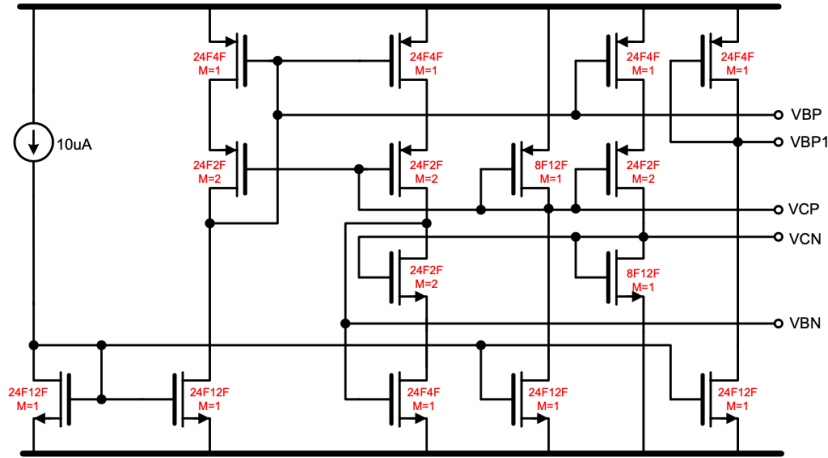 24F4F
M=1
24F4F
M=1
24F4F
M=1
24F4F
M=1
VBP
10uA
VBP1
24F2F
M=2
24F2F
M=2
8F12F
M=1
24F2F
M=2
VCP
VCN
24F2F
M=2
8F12F
M=1
VBN
24F12F
M=1
24F12F
M=1
24F4F
M=1
24F12F
M=1
24F12F
M=1